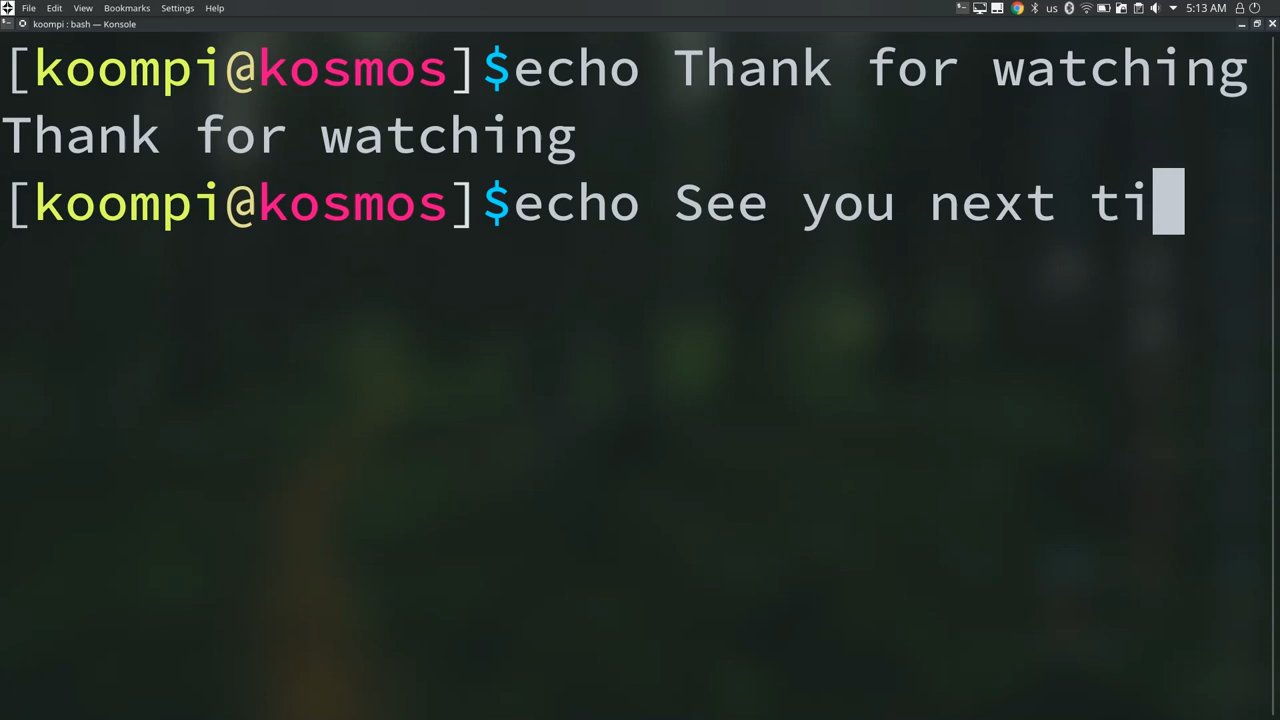 File Edit View Bookmarks Settings Help us 5:13 AM
koompi : bash — Konsole
[koompi@kosmos]$echo Thank for watching
Thank for watching
[koompi@kosmos]$echo See you next ti